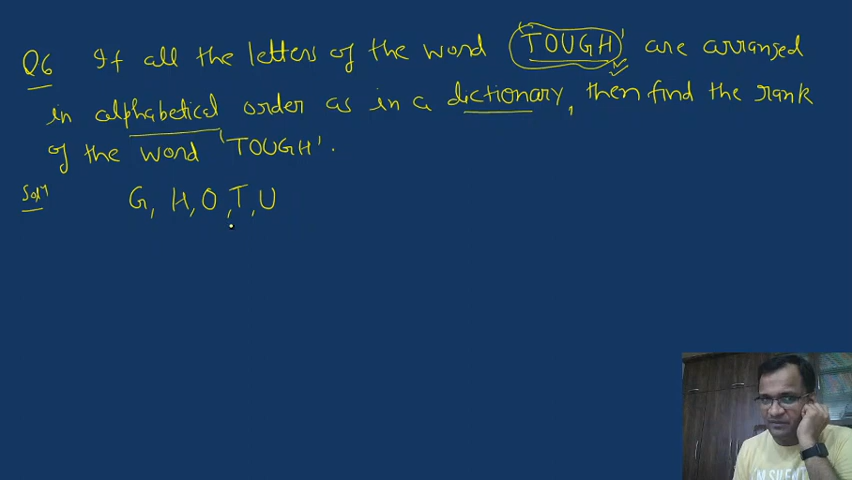 Q6 If all the letters of the word 'TOUGH' are arranged
in alphabetical order as in a dictionary, then find the rank
of the word 'TOUGH'.
Solⁿ G, H, O, T, U